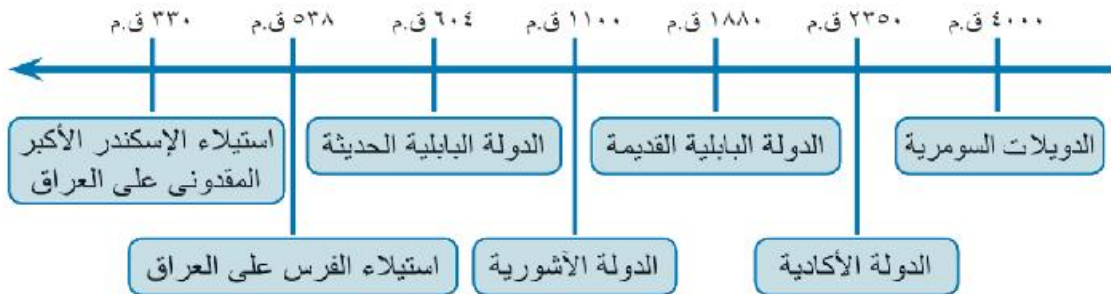 ٤٠٠٠ ق.م
٢٣٥٠ ق.م
١٨٨٠ ق.م
١١٠٠ ق.م
٦٠٤ ق.م
٥٣٨ ق.م
٣٣٠ ق.م
الدويلات السومرية
الدولة البابلية القديمة
الدولة البابلية الحديثة
استيلاء الإسكندر الأكبر
المقدونى على العراق
الدولة الأكادية
الدولة الآشورية
استيلاء الفرس على العراق